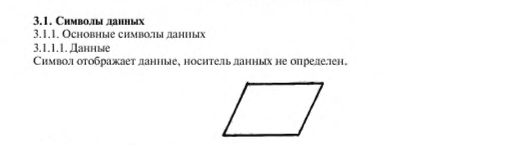 3.1. Символы данных
3.1.1. Основные символы данных
3.1.1.1. Данные
Символ отображает данные, носитель данных не определен.